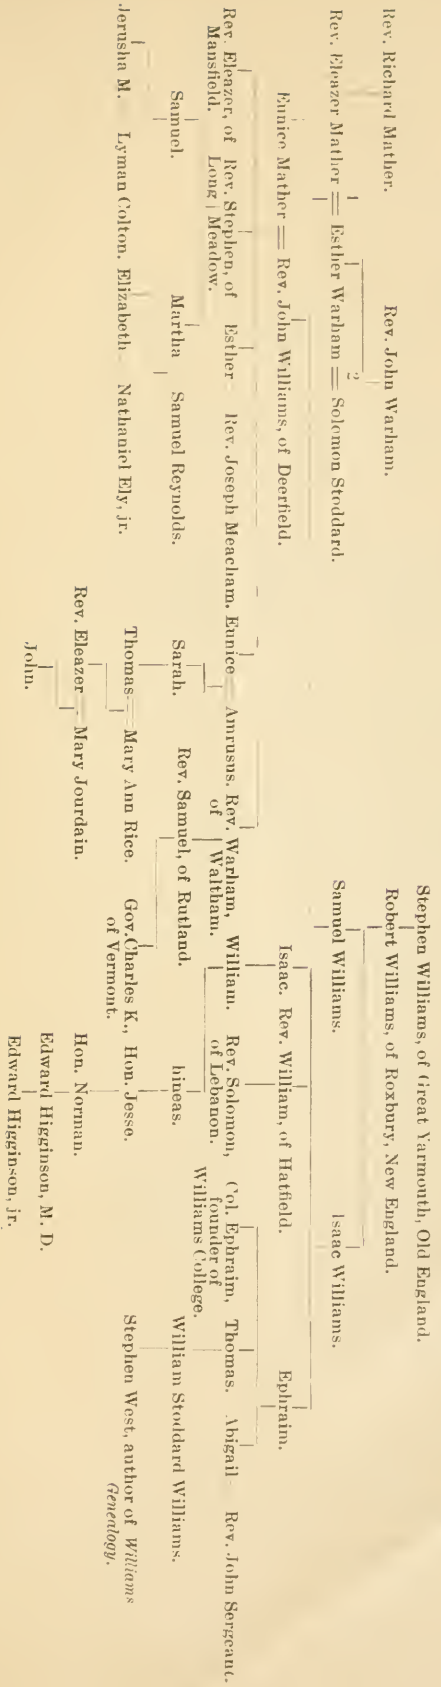 Stephen Williams, of Great Yarmouth, Old England.
Rev. Richard Mather. Rev. John Warham. Robert Williams, of Roxbury, New England.
Rev. Eleazer Mather == Esther Warham == Solomon Stoddard. Samuel Williams. Isaac Williams.
1 2
Eunice Mather == Rev. John Williams, of Deerfield. Isaac. Rev. William, of Hatfield. Ephraim.
Rev. Eleazer, of Rev. Stephen, of Esther Rev. Joseph Meacham. Eunice Amrusus. Rev. Warham, William. Rev. Solomon, Col. Ephraim, Thomas. Abigail Rev. John Sergeant.
Mansfield. Long Meadow. of Waltham. of Lebanon. founder of
Williams College.
Samuel. Martha Samuel Reynolds. Sarah. Rev. Samuel, of Rutland. hineas. William Stoddard Williams.
Jerusha M. Lyman Colton. Elizabeth Nathaniel Ely, jr. Thomas Mary Ann Rice. Gov. Charles K., Hon. Jesse. Stephen West, author of Williams
of Vermont. Genealogy.
Rev. Eleazer Mary Jourdain. Hon. Norman.
John. Edward Higginson, M. D.
Edward Higginson, jr.